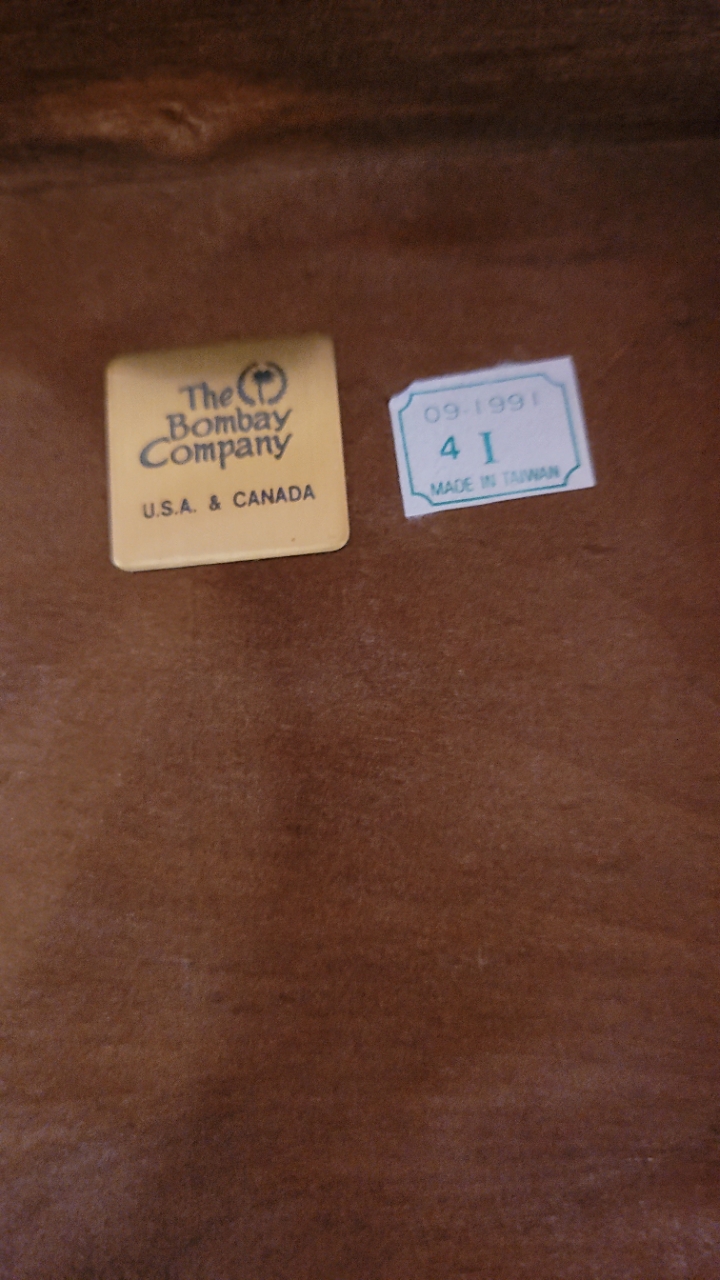 The
Bombay
Company
U.S.A. & CANADA
09-1991
4 I
MADE IN TAIWAN